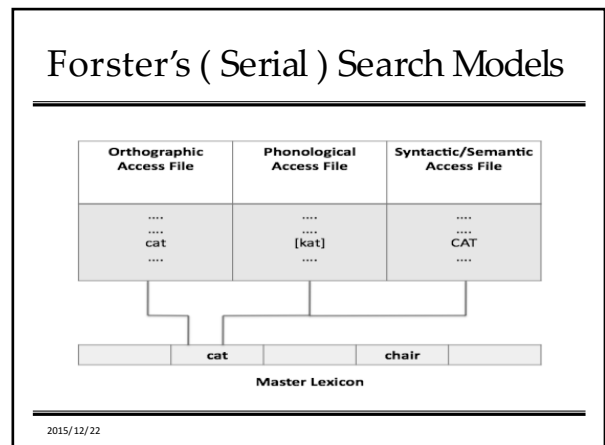 Forster's ( Serial ) Search Models
Orthographic Access File
Phonological Access File
Syntactic/Semantic Access File
....
....
cat
....
....
....
[kat]
....
....
....
CAT
....
cat
chair
Master Lexicon
2015/12/22